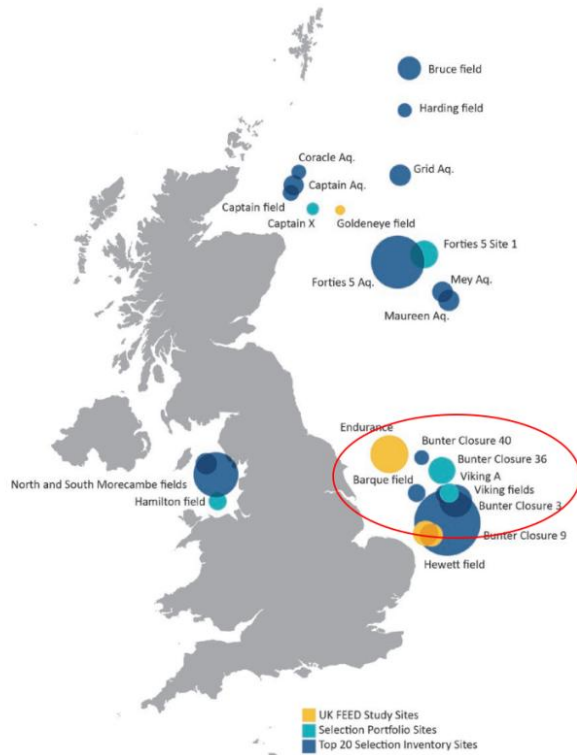 Bruce field
Harding field
Coracle Aq.
Captain Aq.
Grid Aq.
Captain field
Captain X
Goldeneye field
Forties 5 Site 1
Forties 5 Aq.
Mey Aq.
Maureen Aq.
Endurance
Bunter Closure 40
Bunter Closure 36
Barque field
Viking A
Viking fields
North and South Morecambe fields
Hamilton field
Bunter Closure 3
Bunter Closure 9
Hewett field
UK FEED Study Sites
Selection Portfolio Sites
Top 20 Selection Inventory Sites